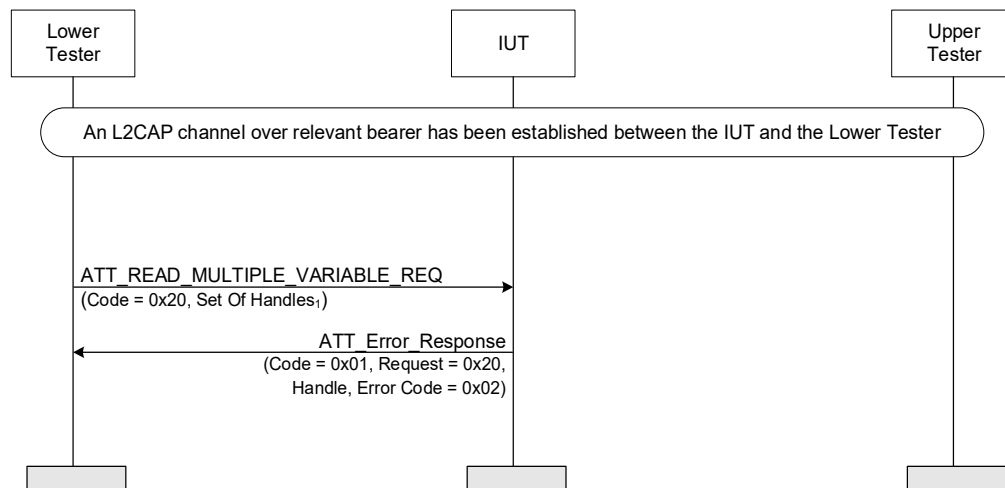 Lower
Tester
IUT
Upper
Tester
An L2CAP channel over relevant bearer has been established between the IUT and the Lower Tester
ATT_READ_MULTIPLE_VARIABLE_REQ
(Code = 0x20, Set Of Handles₁)
ATT_Error_Response
(Code = 0x01, Request = 0x20,
Handle, Error Code = 0x02)